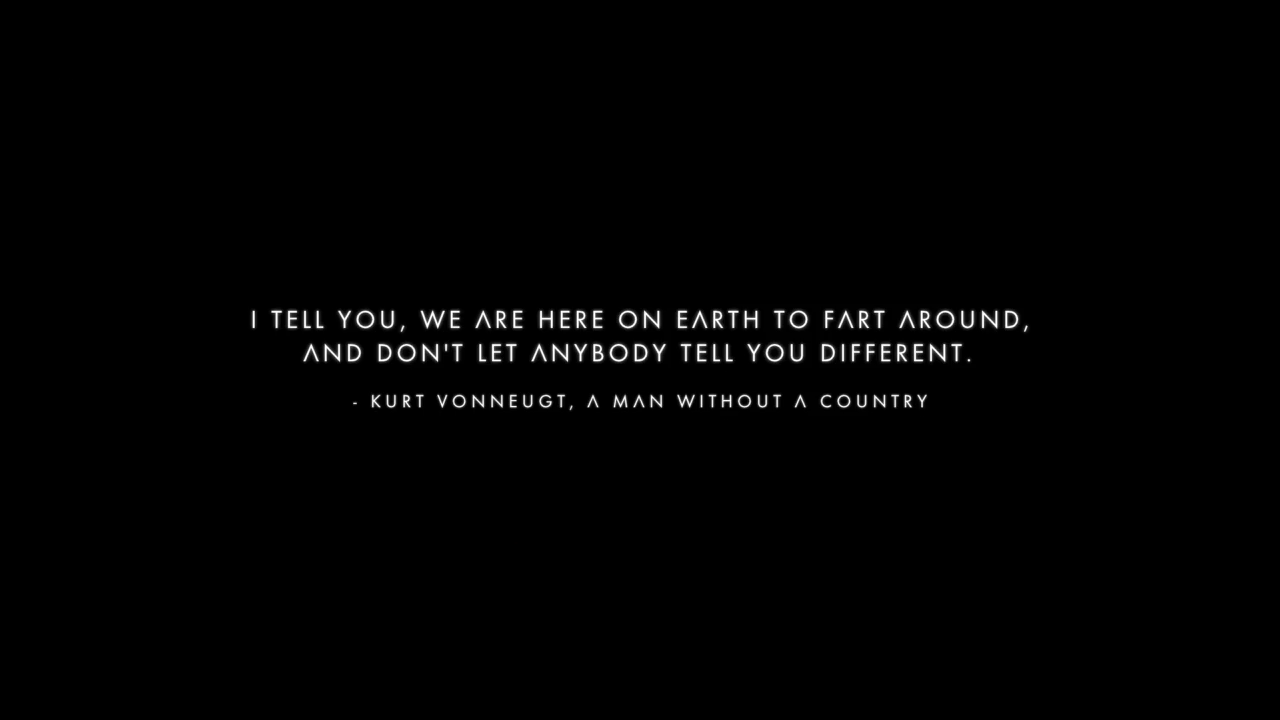 I TELL YOU, WE ARE HERE ON EARTH TO FART AROUND,
AND DON'T LET ANYBODY TELL YOU DIFFERENT.
- KURT VONNEUGT, A MAN WITHOUT A COUNTRY